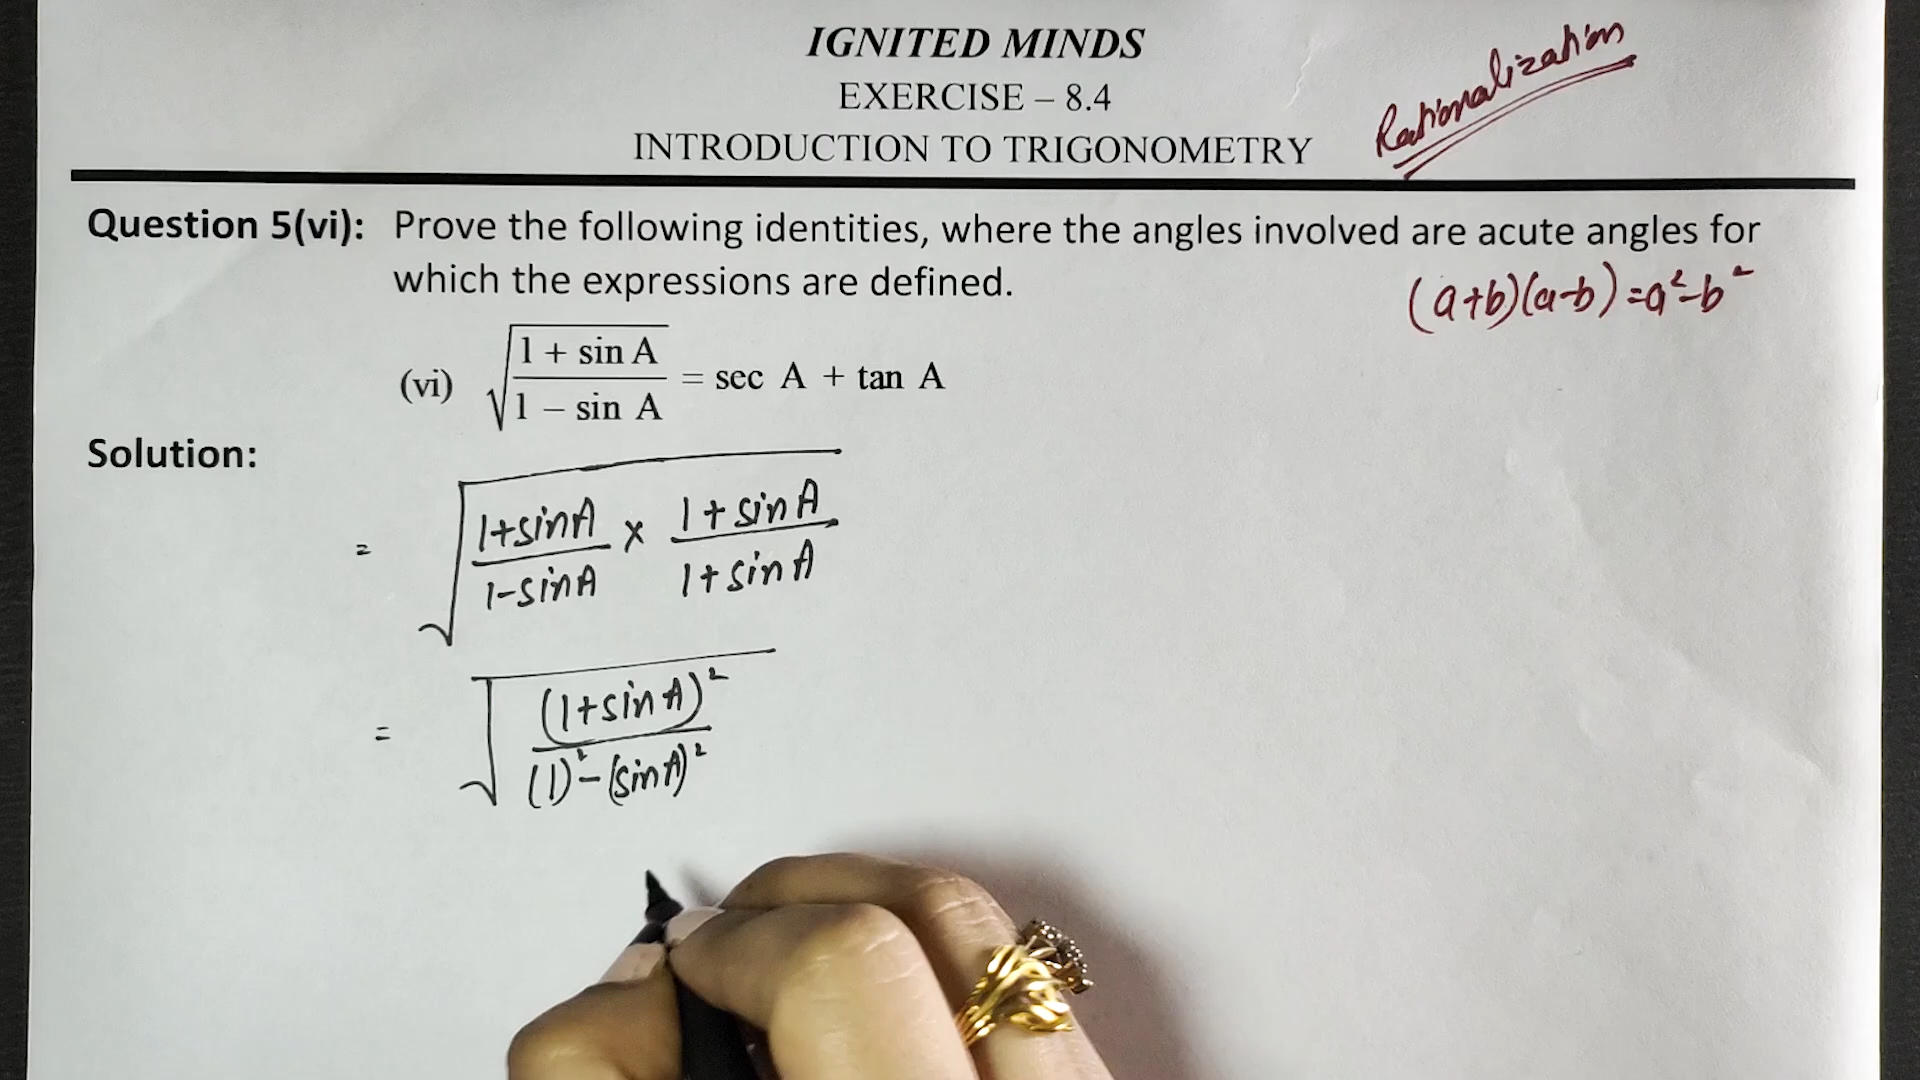 IGNITED MINDS
EXERCISE – 8.4
INTRODUCTION TO TRIGONOMETRY
Rationalization
Question 5(vi): Prove the following identities, where the angles involved are acute angles for
which the expressions are defined.
(a+b)(a-b)=a²-b²
(vi) √((1 + sin A)/(1 – sin A)) = sec A + tan A
Solution:
= √((1+sinA)/(1-sinA) × (1+sinA)/(1+sinA))
= √((1+sinA)²/((1)²-(sinA)²))